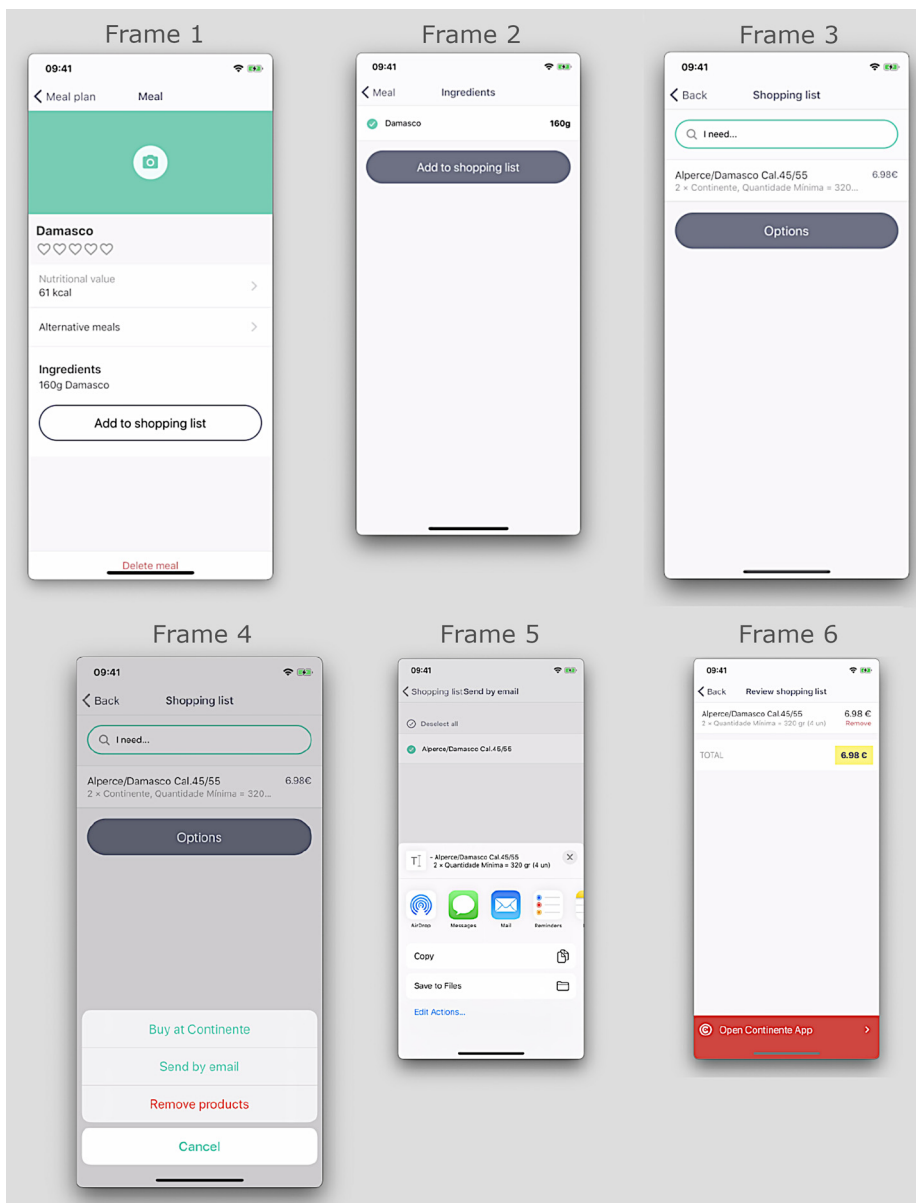 Frame 1
09:41
Meal plan Meal
Damasco
Nutritional value
61 kcal
Alternative meals
Ingredients
160g Damasco
Add to shopping list
Delete meal
Frame 2
09:41
Meal Ingredients
Damasco 160g
Add to shopping list
Frame 3
09:41
Back Shopping list
I need...
Alperce/Damasco Cal.45/55 6.98€
2 × Continente, Quantidade Mínima = 320...
Options
Frame 4
09:41
Back Shopping list
I need...
Alperce/Damasco Cal.45/55 6.98€
2 × Continente, Quantidade Mínima = 320...
Options
Buy at Continente
Send by email
Remove products
Cancel
Frame 5
09:41
Shopping list Send by email
Deselect all
Alperce/Damasco Cal.45/55
- Alperce/Damasco Cal.45/55
2 × Quantidade Mínima = 320 gr (4 un)
AirDrop Messages Mail Reminders
Copy
Save to Files
Edit Actions...
Frame 6
09:41
Back Review shopping list
Alperce/Damasco Cal.45/55 6.98 €
2 × Quantidade Mínima = 320 gr (4 un) Remove
TOTAL 6.98 €
Open Continente App